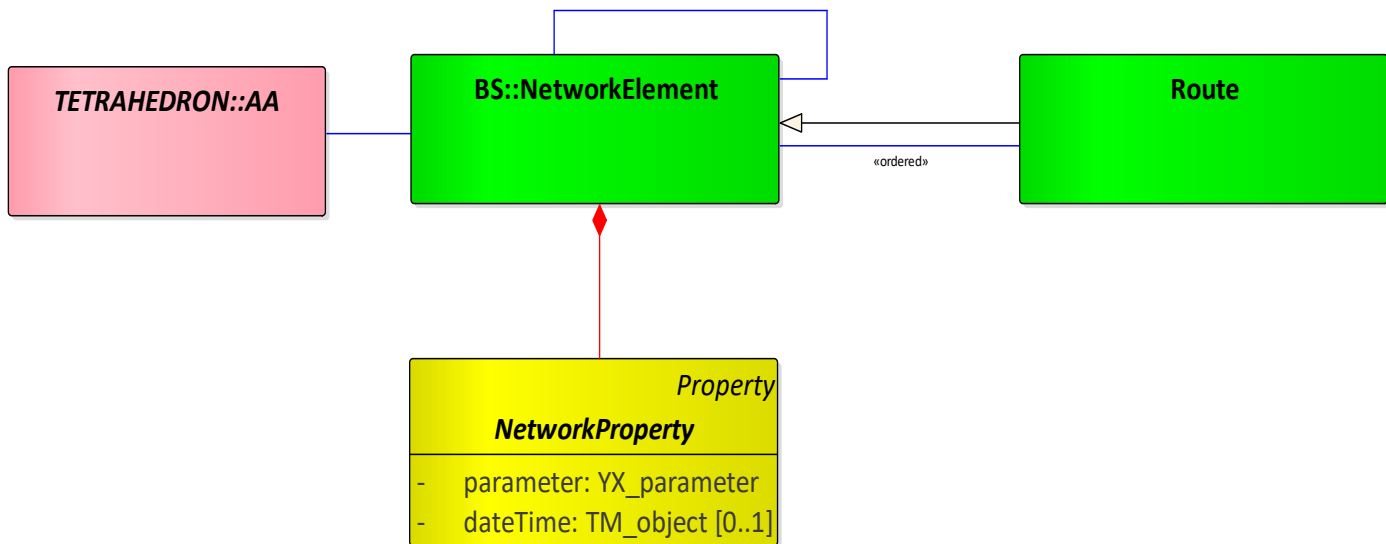 TETRAHEDRON::AA
BS::NetworkElement
Route
«ordered»
Property
NetworkProperty
- parameter: YX_parameter
- dateTime: TM_object [0..1]